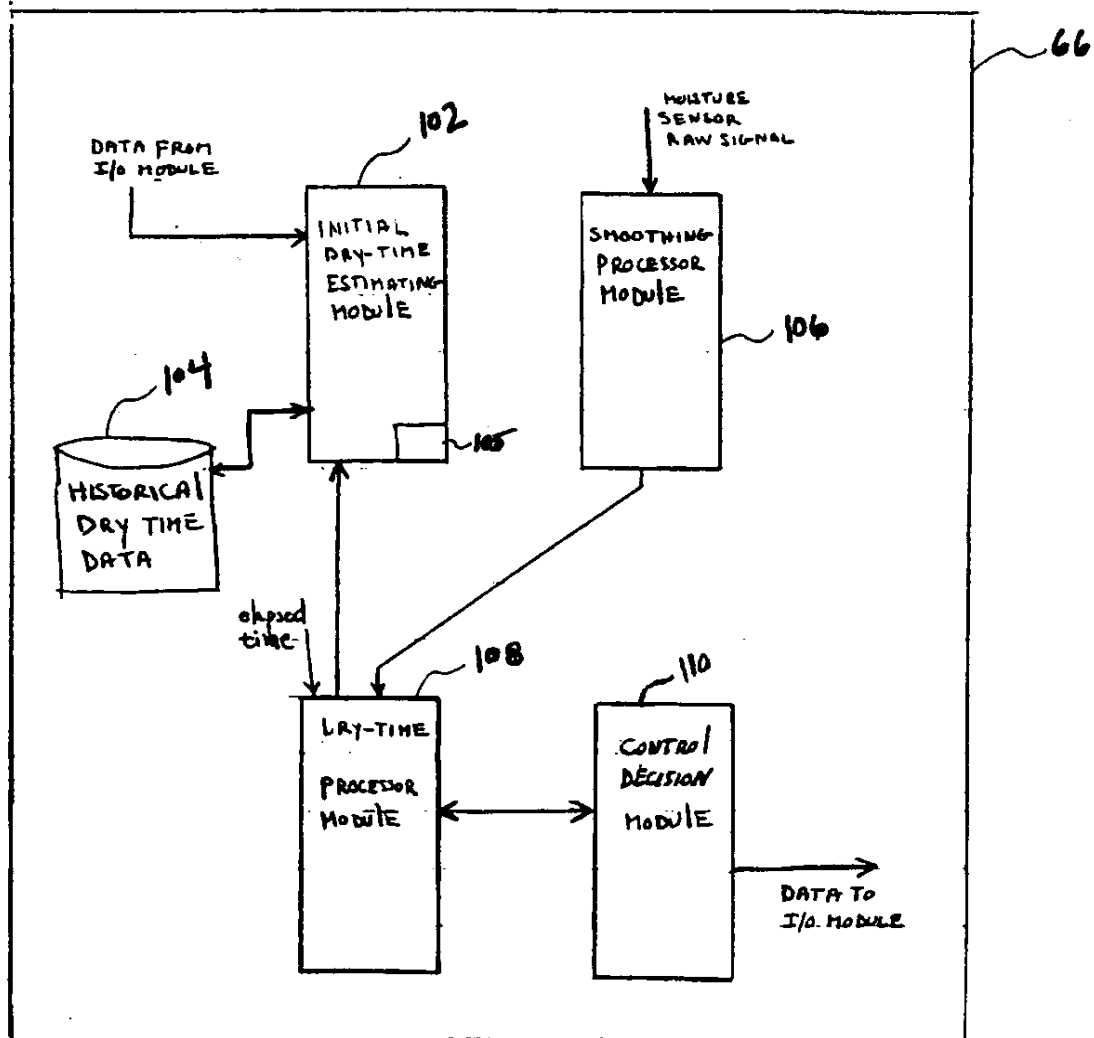 66
102
MOISTURE
SENSOR
RAW SIGNAL
DATA FROM
I/O MODULE
INITIAL
DRY-TIME
ESTIMATING
MODULE
SMOOTHING
PROCESSOR
MODULE
106
104
105
HISTORICAl
DRY TIME
DATA
elapsed
time
108
110
DRY-TIME
PROCESSOR
MODUlE
CONTROl
DECISION
MODULE
DATA TO
I/O MODULE